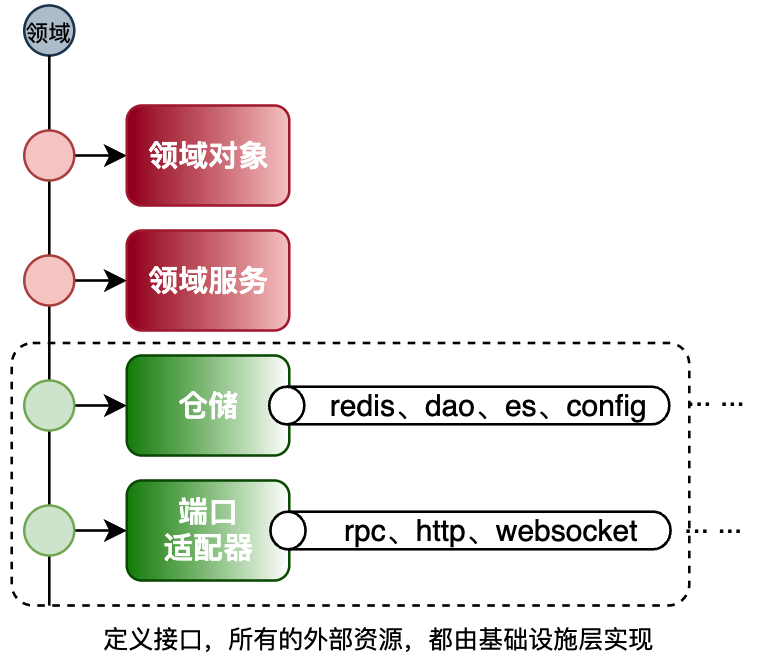 领域
领域对象
领域服务
仓储
redis、dao、es、config
... ...
端口
适配器
rpc、http、websocket
... ...
定义接口，所有的外部资源，都由基础设施层实现